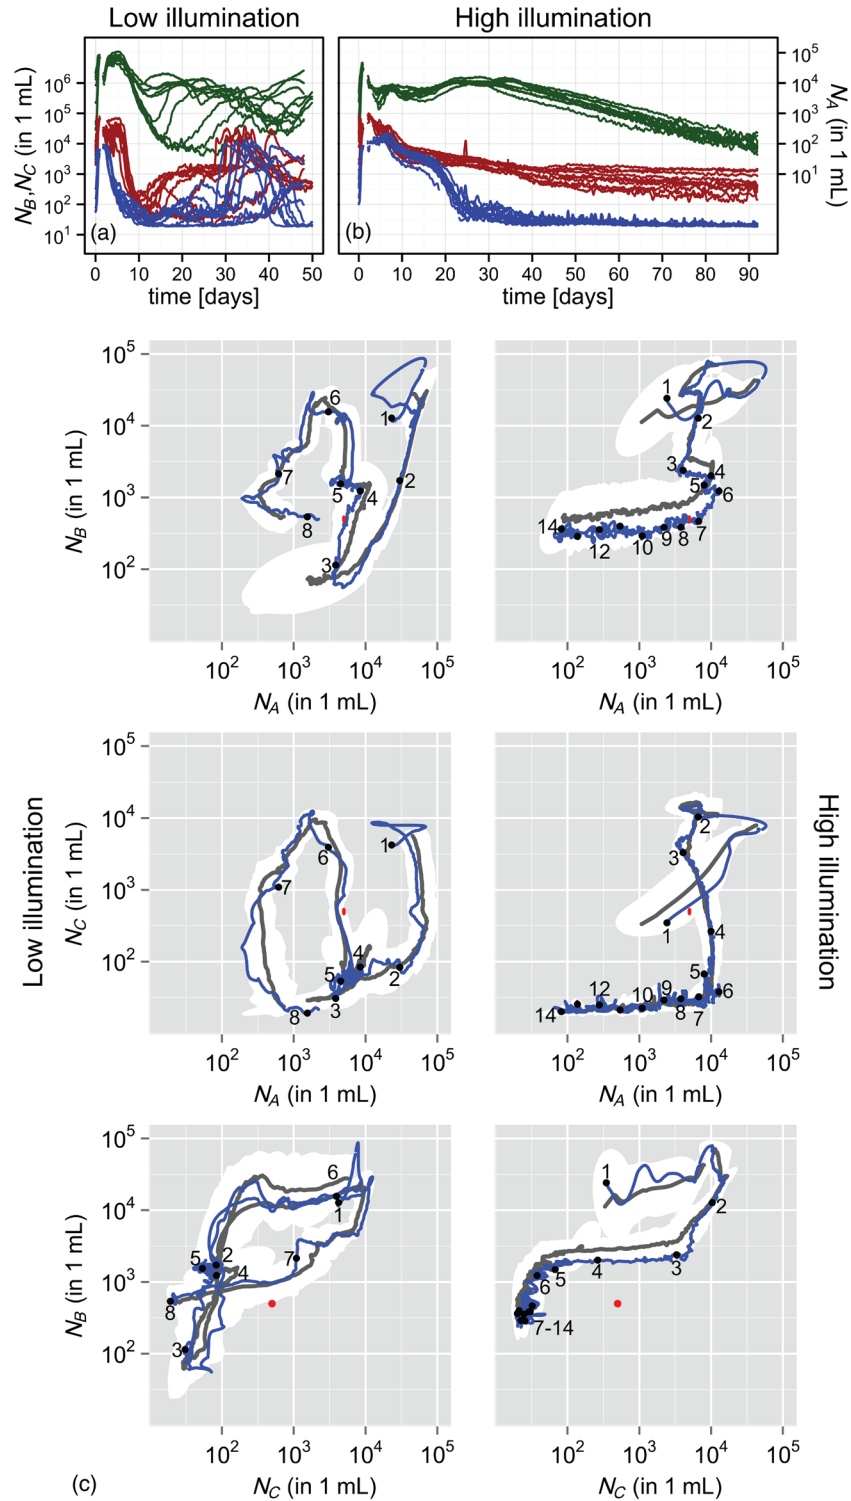 Low illumination
High illumination
N_B,N_C (in 1 mL)
10^6
10^5
10^4
10^3
10^2
10^1
(a)
0 10 20 30 40 50
time [days]
(b)
0 10 20 30 40 50 60 70 80 90
time [days]
10^5
10^4
10^3
10^2
10^1
N_A (in 1 mL)
N_B (in 1 mL)
10^5
10^4
10^3
10^2
1
2
3
4
5
6
7
8
10^2 10^3 10^4 10^5
N_A (in 1 mL)
1
2
3
4
5
6
7
8
9
10
12
14
10^2 10^3 10^4 10^5
N_A (in 1 mL)
Low illumination
High illumination
N_C (in 1 mL)
10^5
10^4
10^3
10^2
1
2
3
4
5
6
7
8
10^2 10^3 10^4 10^5
N_A (in 1 mL)
1
2
3
4
5
6
7
8
9
10
12
14
10^2 10^3 10^4 10^5
N_A (in 1 mL)
N_B (in 1 mL)
10^5
10^4
10^3
10^2
6
1
5
2
4
7
8
3
10^2 10^3 10^4 10^5
N_C (in 1 mL)
1
2
3
4
5
6
7-14
10^2 10^3 10^4 10^5
N_C (in 1 mL)
(c)